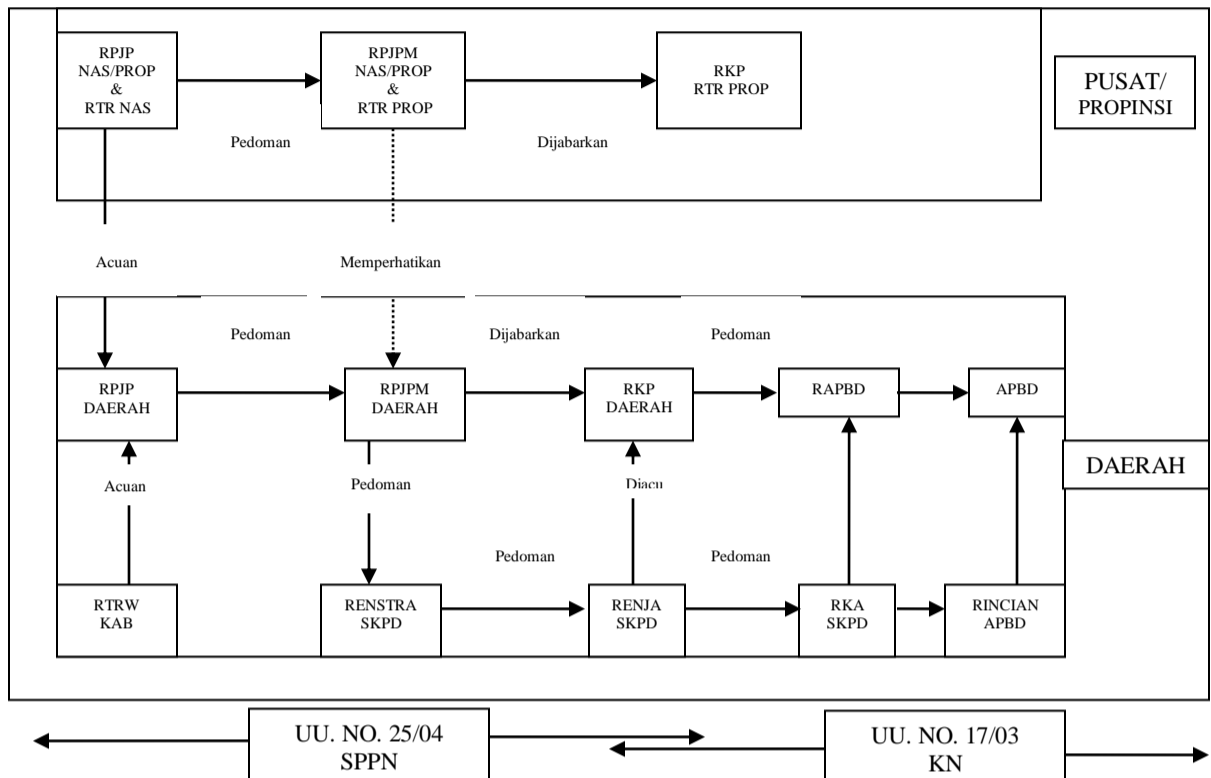 RPJP
NAS/PROP
&
RTR NAS
RPJPM
NAS/PROP
&
RTR PROP
RKP
RTR PROP
PUSAT/
PROPINSI
Pedoman
Dijabarkan
Acuan
Memperhatikan
Pedoman
Dijabarkan
Pedoman
RPJP
DAERAH
RPJPM
DAERAH
RKP
DAERAH
RAPBD
APBD
DAERAH
Acuan
Pedoman
Diacu
Pedoman
Pedoman
RTRW
KAB
RENSTRA
SKPD
RENJA
SKPD
RKA
SKPD
RINCIAN
APBD
UU. NO. 25/04
SPPN
UU. NO. 17/03
KN